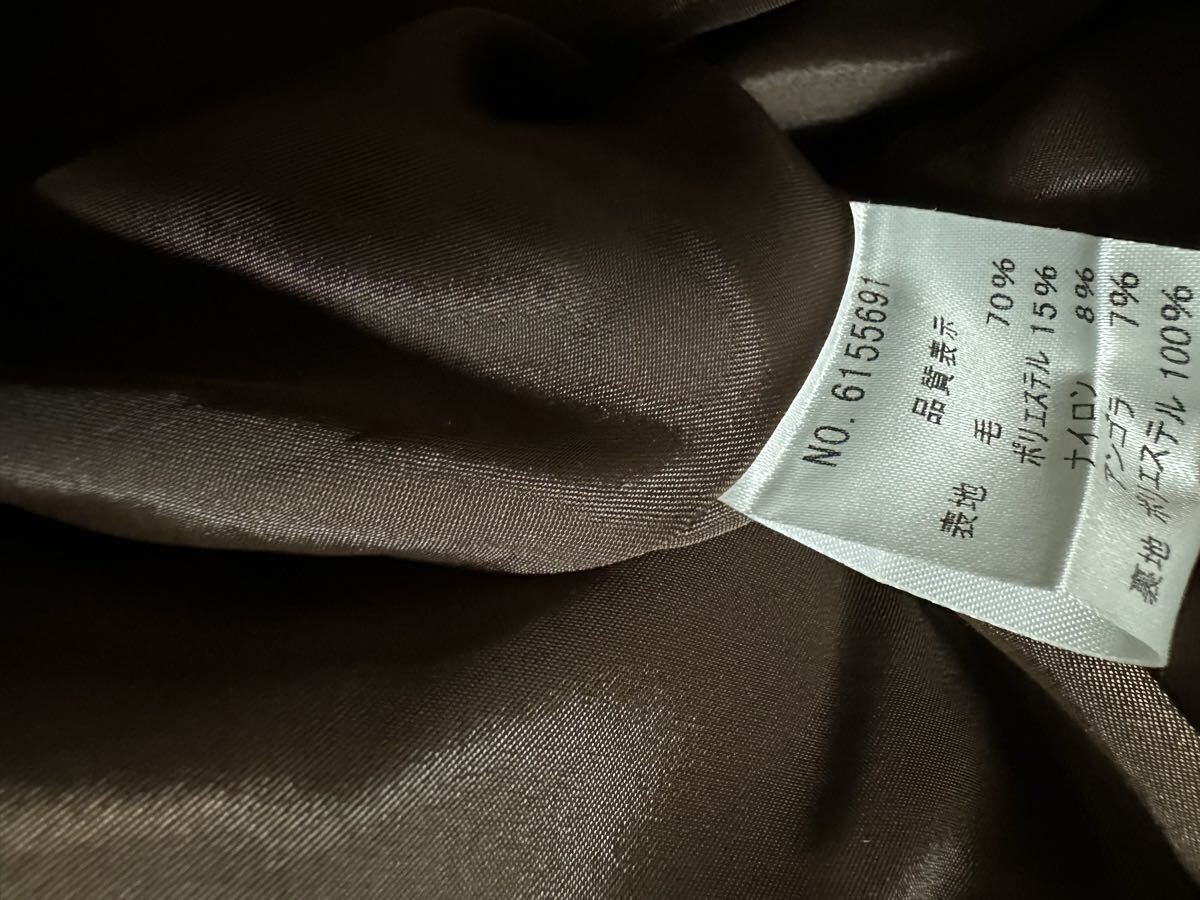 NO.6155691
品質表示
表地 毛 70%
ポリエステル 15%
ナイロン 8%
アンゴラ 7%
裏地 ポリエステル 100%